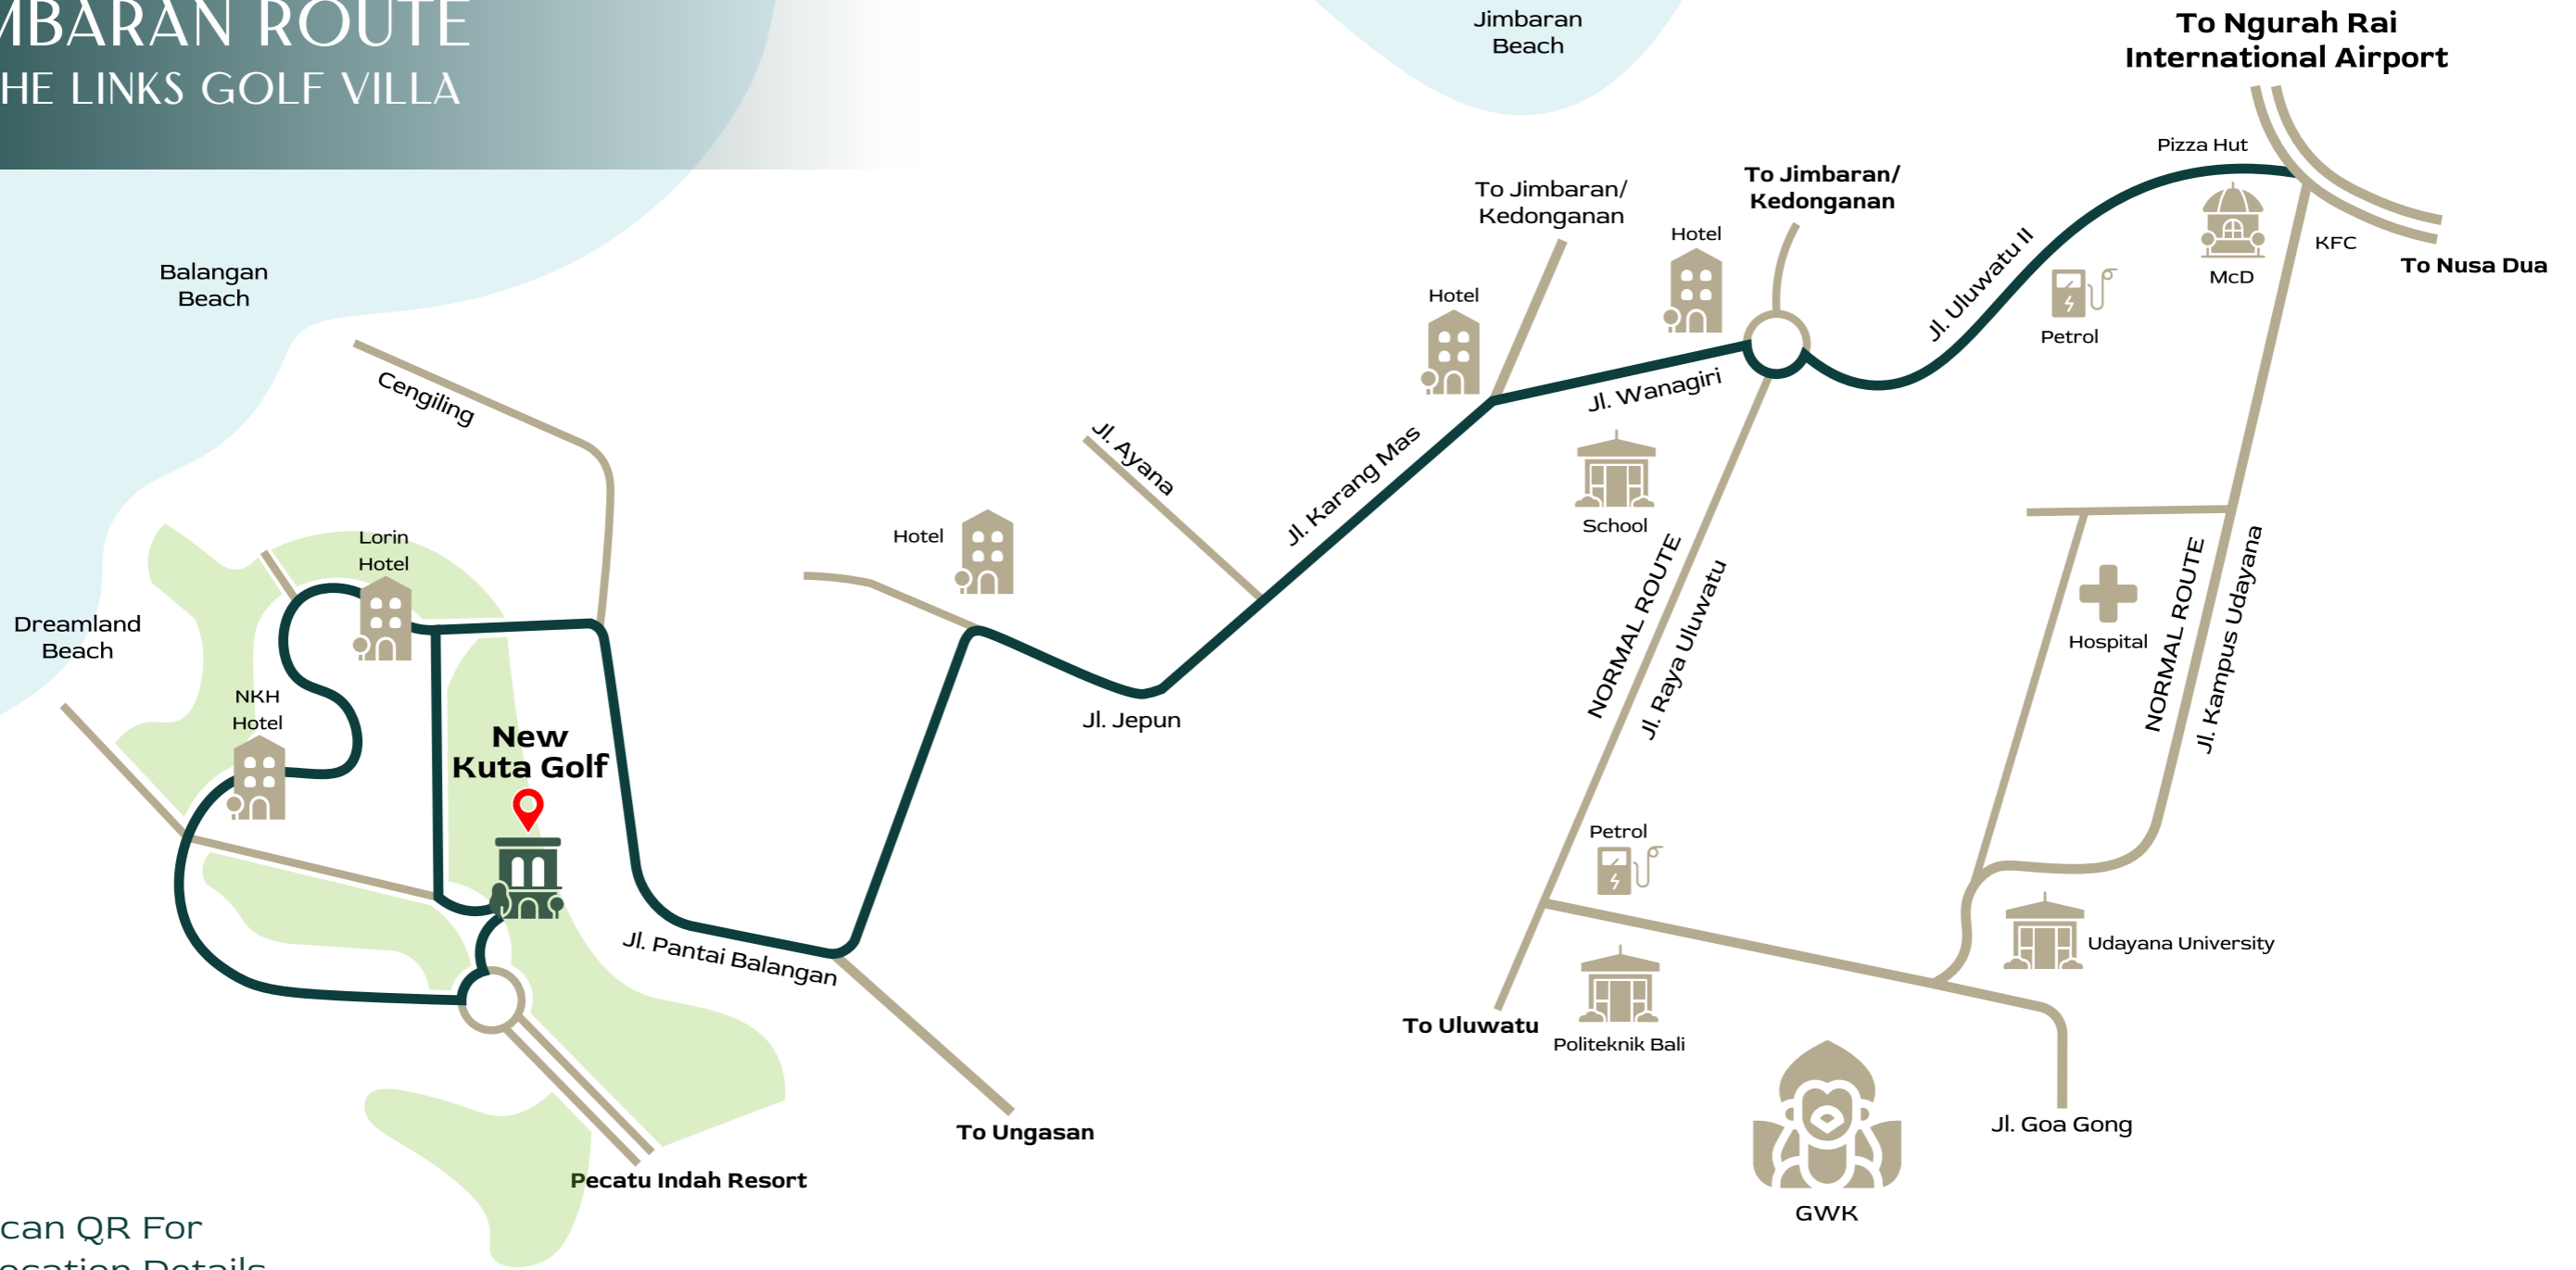 MBARAN ROUTE
HE LINKS GOLF VILLA
Jimbaran
Beach
To Ngurah Rai
International Airport
Pizza Hut
McD
KFC
To Nusa Dua
To Jimbaran/
Kedonganan
To Jimbaran/
Kedonganan
Hotel
Hotel
Jl. Uluwatu II
Petrol
Balangan
Beach
Cengiling
Jl. Wanagiri
Jl. Ayana
Jl. Karang Mas
School
Hotel
Lorin
Hotel
Dreamland
Beach
NKH
Hotel
New
Kuta Golf
Jl. Jepun
NORMAL ROUTE
Jl. Raya Uluwatu
Hospital
NORMAL ROUTE
Jl. Kampus Udayana
Petrol
Jl. Pantai Balangan
Udayana University
To Uluwatu
Politeknik Bali
To Ungasan
Jl. Goa Gong
Pecatu Indah Resort
GWK
can QR For
ocation Details